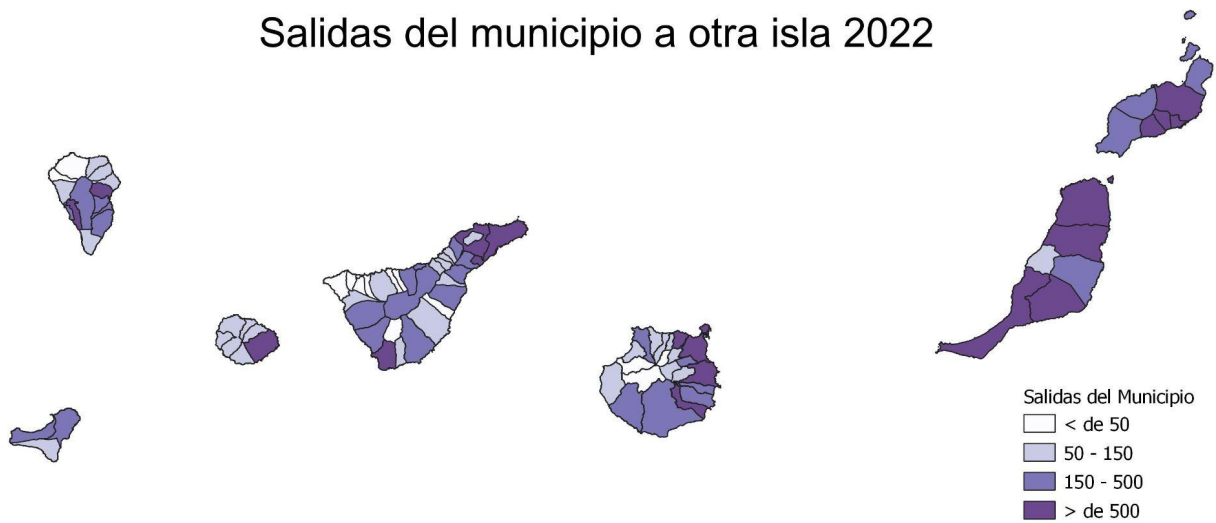 Salidas del municipio a otra isla 2022
Salidas del Municipio
< de 50
50 - 150
150 - 500
> de 500